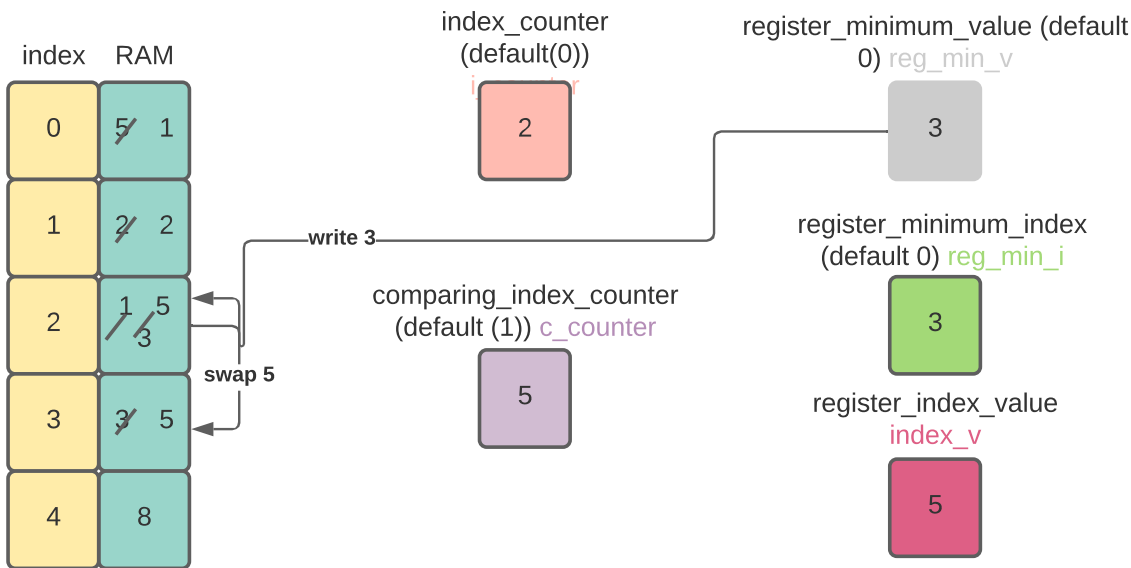 index RAM
0 5 1
1 2 2
2 1 5
3
3 3 5
4 8
write 3
swap 5
index_counter
(default(0))
2
comparing_index_counter
(default (1)) c_counter
5
register_minimum_value (default
0) reg_min_v
3
register_minimum_index
(default 0) reg_min_i
3
register_index_value
index_v
5